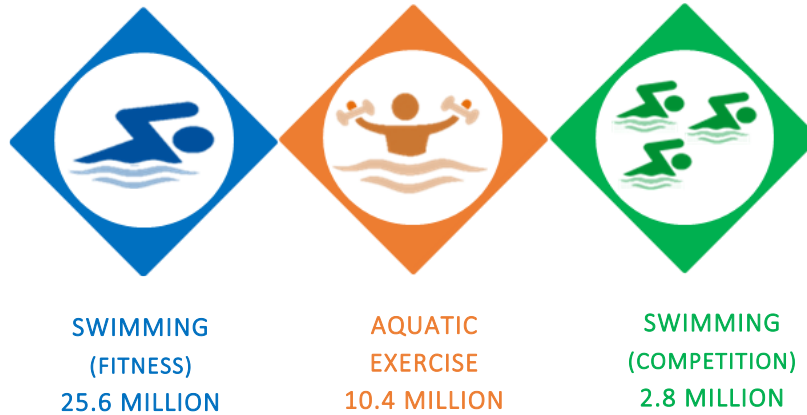 SWIMMING
(FITNESS)
25.6 MILLION
AQUATIC
EXERCISE
10.4 MILLION
SWIMMING
(COMPETITION)
2.8 MILLION